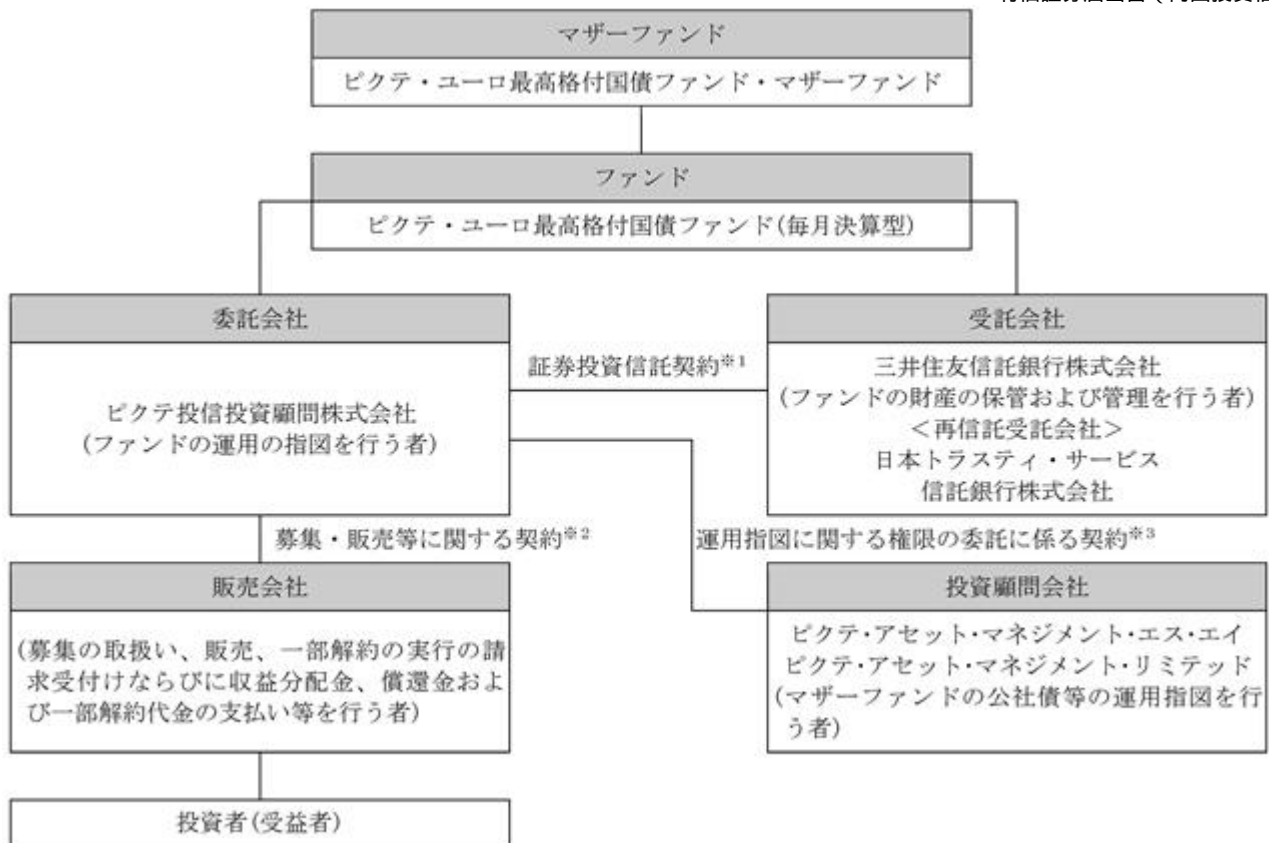 マザーファンド
ピクテ・ユーロ最高格付国債ファンド・マザーファンド
ファンド
ピクテ・ユーロ最高格付国債ファンド(毎月決算型)
委託会社
ピクテ投信投資顧問株式会社
(ファンドの運用の指図を行う者)
証券投資信託契約※1
受託会社
三井住友信託銀行株式会社
(ファンドの財産の保管および管理を行う者)
<再信託受託会社>
日本トラスティ・サービス
信託銀行株式会社
募集・販売等に関する契約※2
運用指図に関する権限の委託に係る契約※3
販売会社
(募集の取扱い、販売、一部解約の実行の請
求受付けならびに収益分配金、償還金およ
び一部解約代金の支払い等を行う者)
投資顧問会社
ピクテ・アセット・マネジメント・エス・エイ
ピクテ・アセット・マネジメント・リミテッド
(マザーファンドの公社債等の運用指図を行
う者)
投資者(受益者)